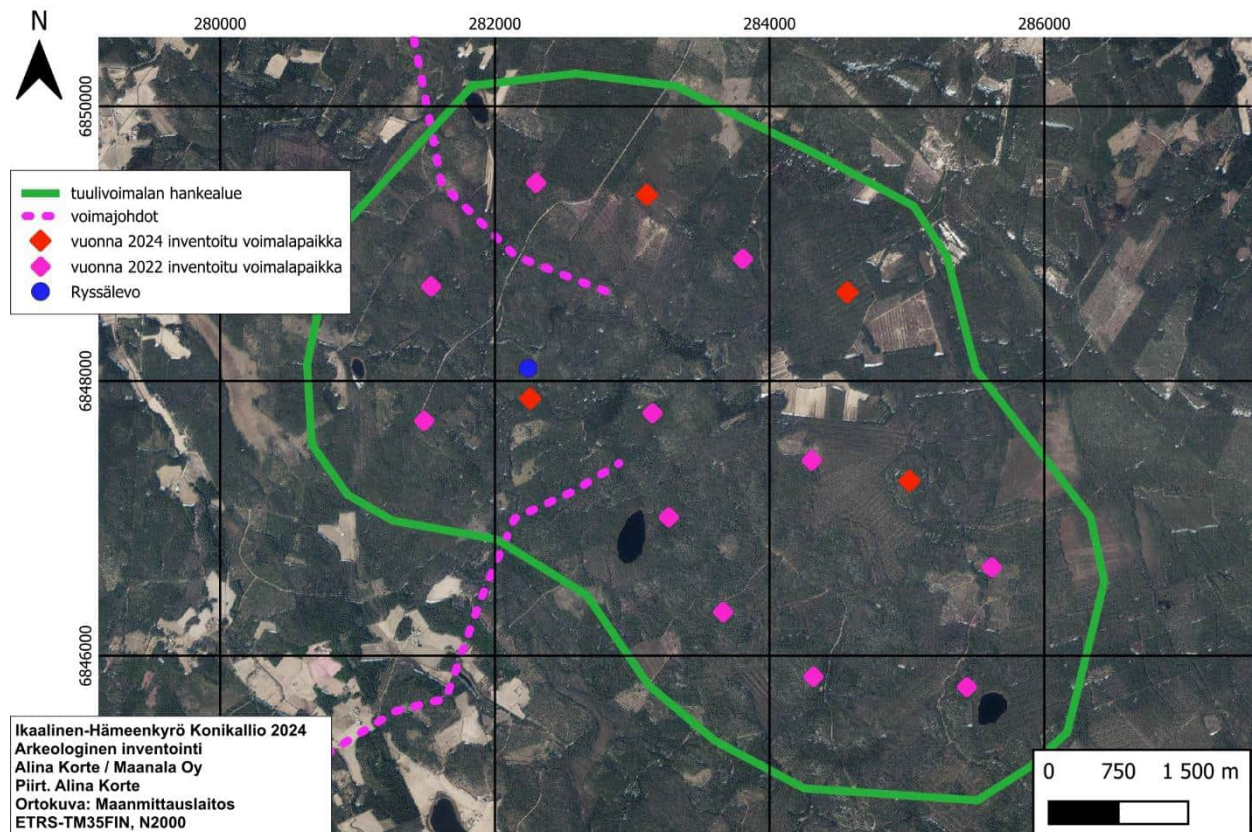 N
280000
282000
284000
286000
6850000
6848000
6846000
tuulivoimalan hankealue
voimajohdot
vuonna 2024 inventoitu voimalapaikka
vuonna 2022 inventoitu voimalapaikka
Ryssälevo
Ikaalinen-Hämeenkyrö Konikallio 2024
Arkeologinen inventointi
Alina Korte / Maanala Oy
Piirt. Alina Korte
Ortokuva: Maanmittauslaitos
ETRS-TM35FIN, N2000
0 750 1 500 m